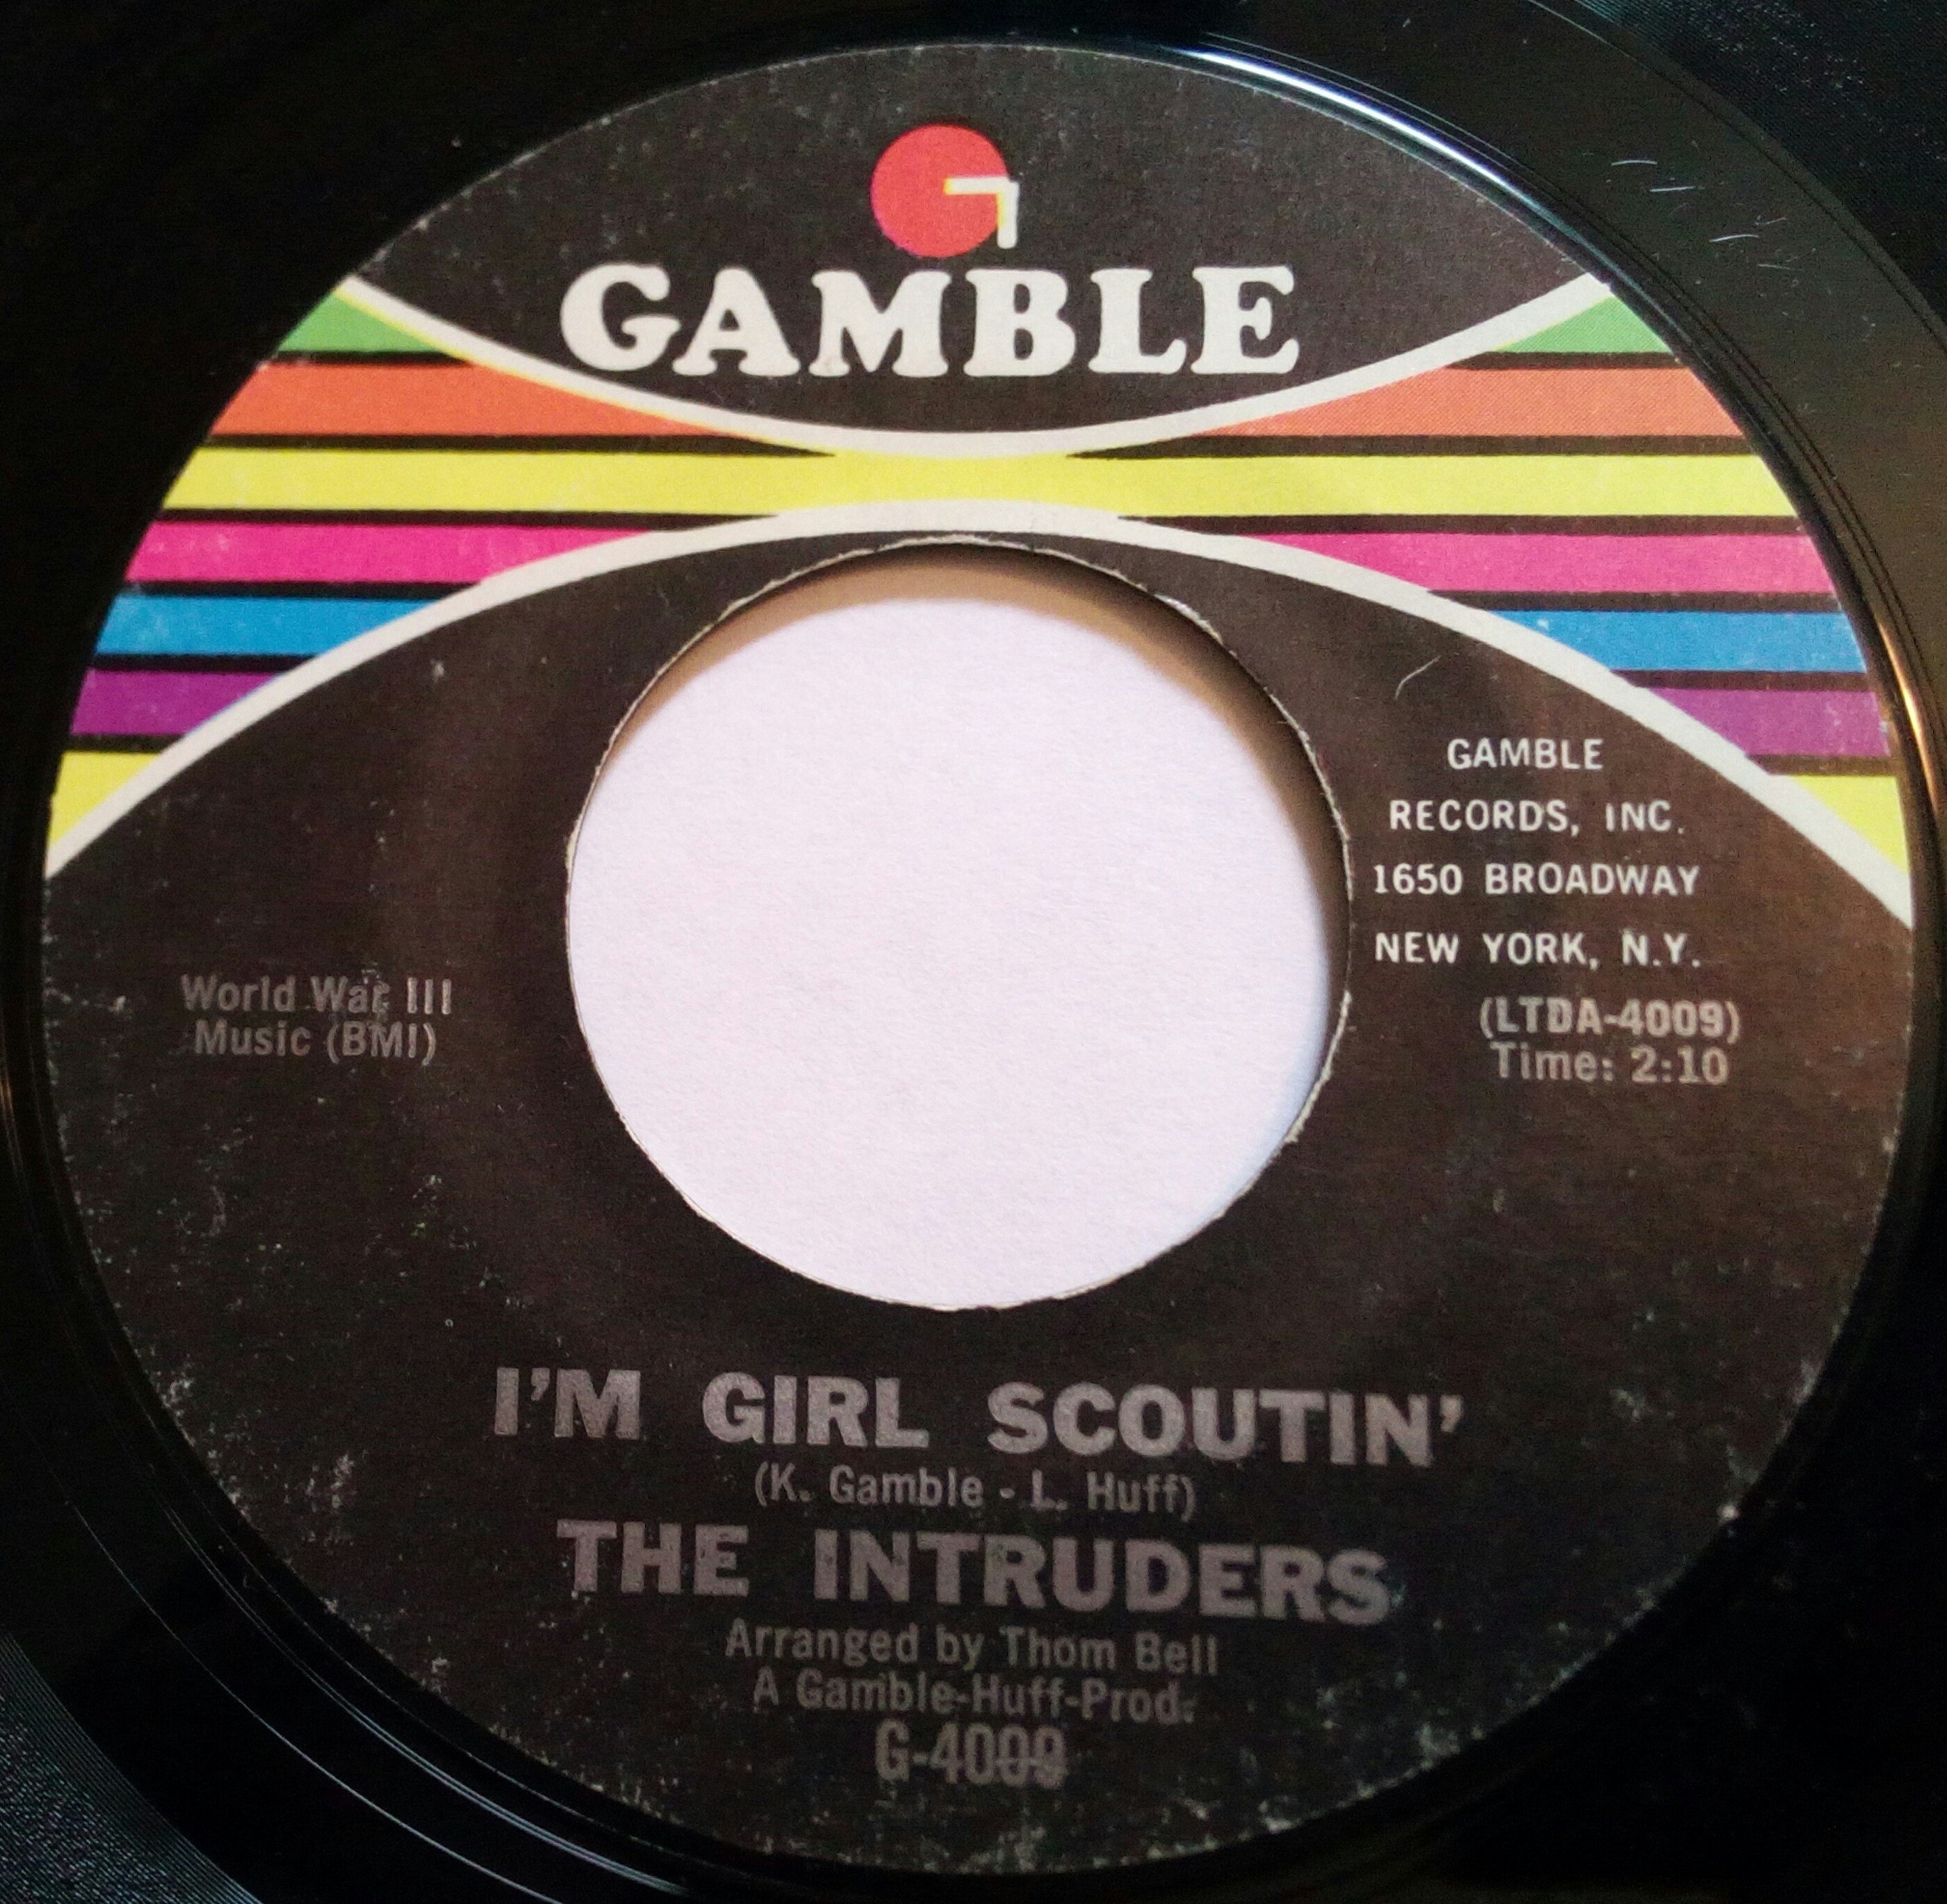 GAMBLE
GAMBLE
RECORDS, INC.
1650 BROADWAY
NEW YORK, N.Y.
World War III
Music (BMI)
(LTDA-4009)
Time: 2:10
I'M GIRL SCOUTIN'
(K. Gamble - L. Huff)
THE INTRUDERS
Arranged by Thom Bell
A Gamble-Huff-Prod.
G-4009